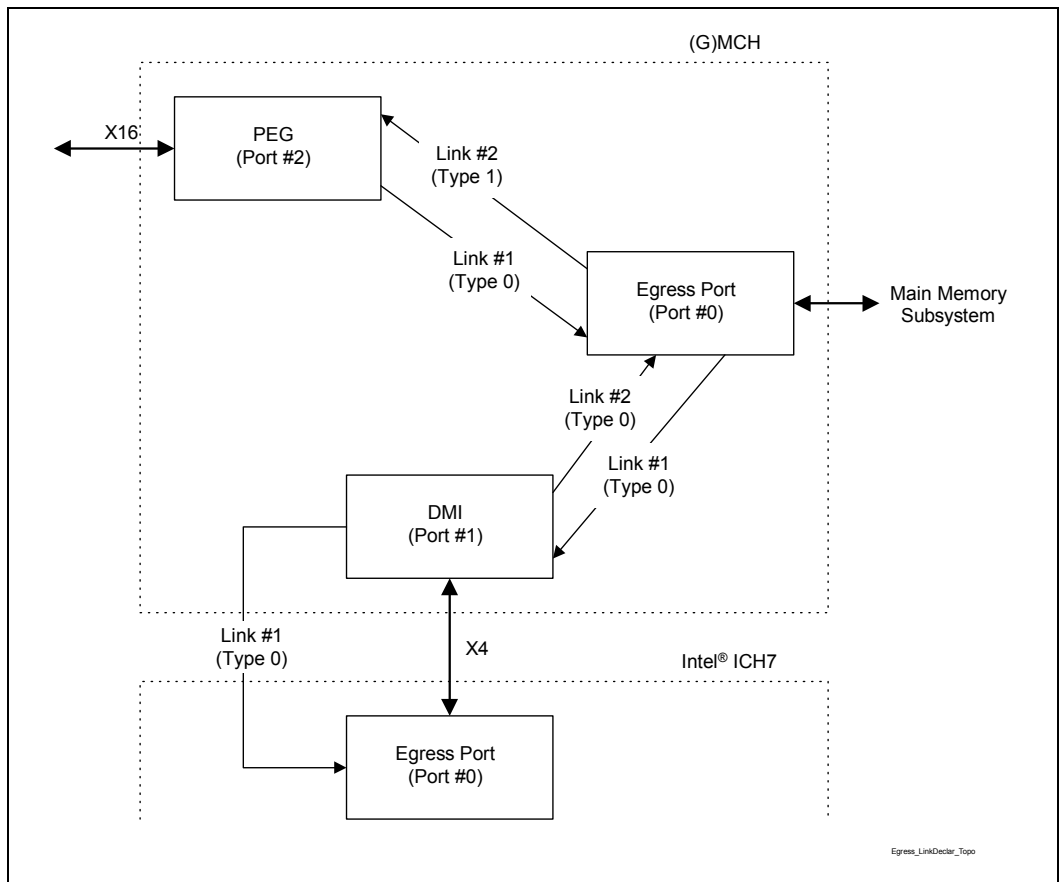 (G)MCH
X16
PEG
(Port #2)
Link #2
(Type 1)
Link #1
(Type 0)
Egress Port
(Port #0)
Main Memory
Subsystem
Link #2
(Type 0)
Link #1
(Type 0)
DMI
(Port #1)
Link #1
(Type 0)
X4
Intel® ICH7
Egress Port
(Port #0)
Egress_LinkDeclar_Topo